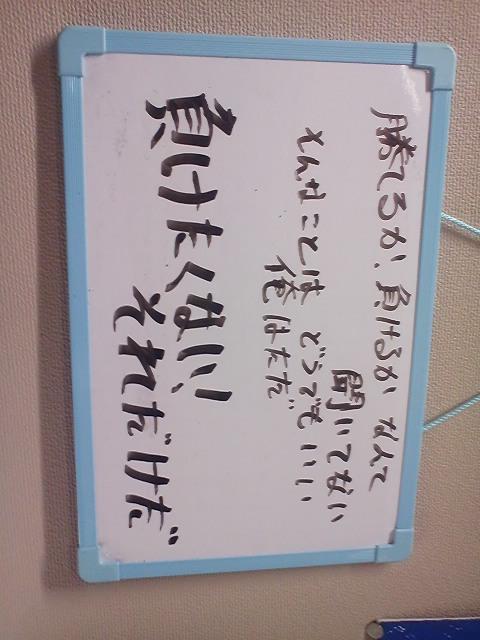 勝てるか、負けるか なんて
聞いてない
そんなことは どうでもいい
俺はただ
負けたくない、
それだけだ